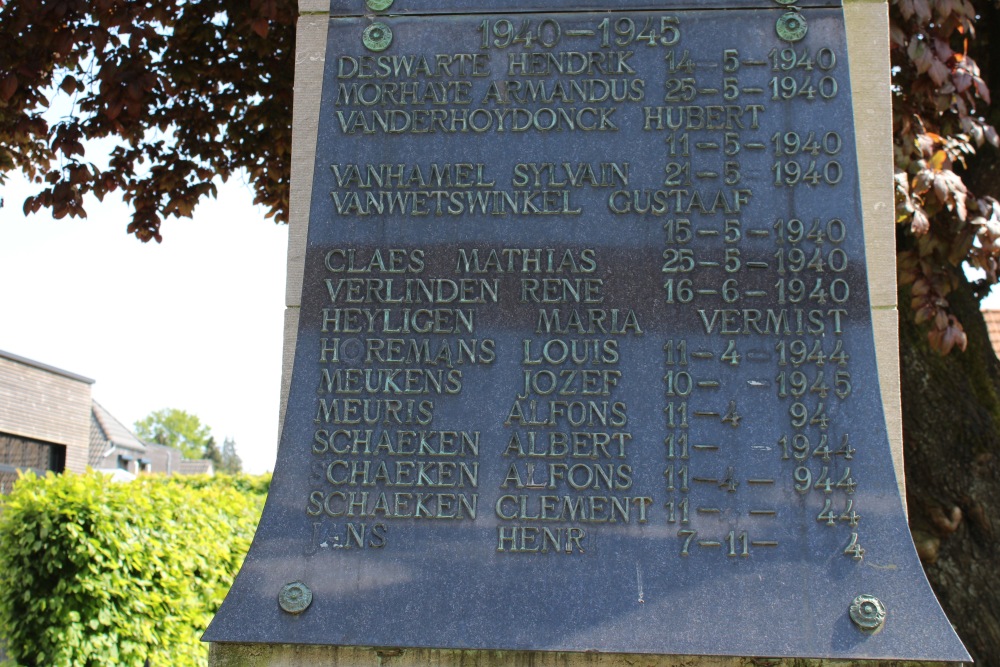 1940-1945
DESWARTE HENDRIK 14-5-1940
MORHAYE ARMANDUS 25-5-1940
VANDERHOYDONCK HUBERT
11-5-1940
VANHAMEL SYLVAIN 21-5-1940
VANWETSWINKEL GUSTAAF
15-5-1940
CLAES MATHIAS 25-5-1940
VERLINDEN RENE 16-6-1940
HEYLIGEN MARIA VERMIST
HOREMANS LOUIS 11-4-1944
MEUKENS JOZEF 10- -1945
MEURIS ALFONS 11-4 94
SCHAEKEN ALBERT 11- -1944
SCHAEKEN ALFONS 11-4- 944
SCHAEKEN CLEMENT 11- - 44
HENRI 7-11- 4